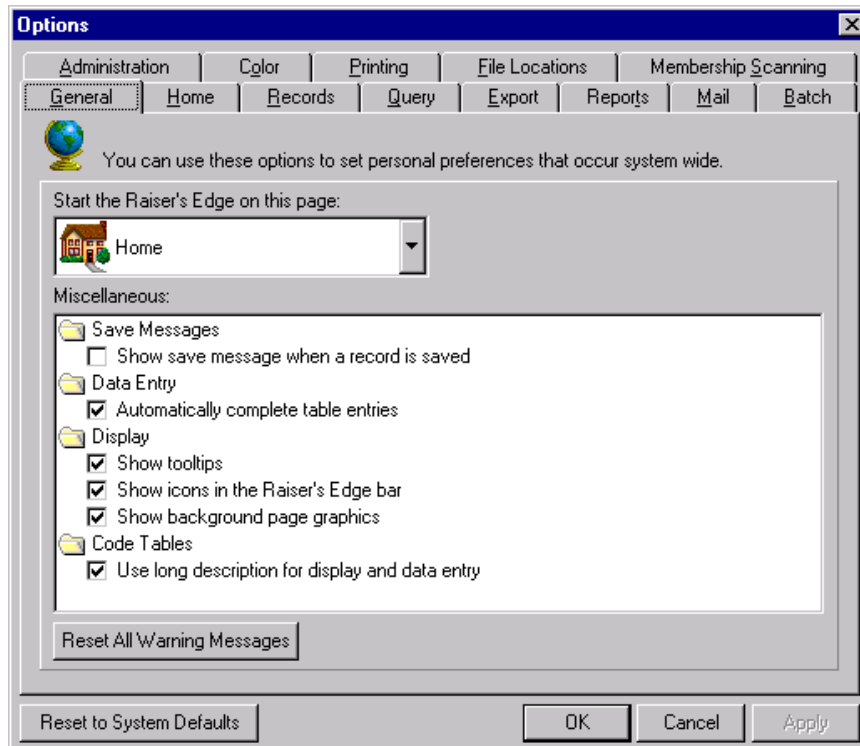 Options
Administration Color Printing File Locations Membership Scanning
General Home Records Query Export Reports Mail Batch
You can use these options to set personal preferences that occur system wide.
Start the Raiser's Edge on this page:
Home
Miscellaneous:
Save Messages
Show save message when a record is saved
Data Entry
Automatically complete table entries
Display
Show tooltips
Show icons in the Raiser's Edge bar
Show background page graphics
Code Tables
Use long description for display and data entry
Reset All Warning Messages
Reset to System Defaults OK Cancel Apply